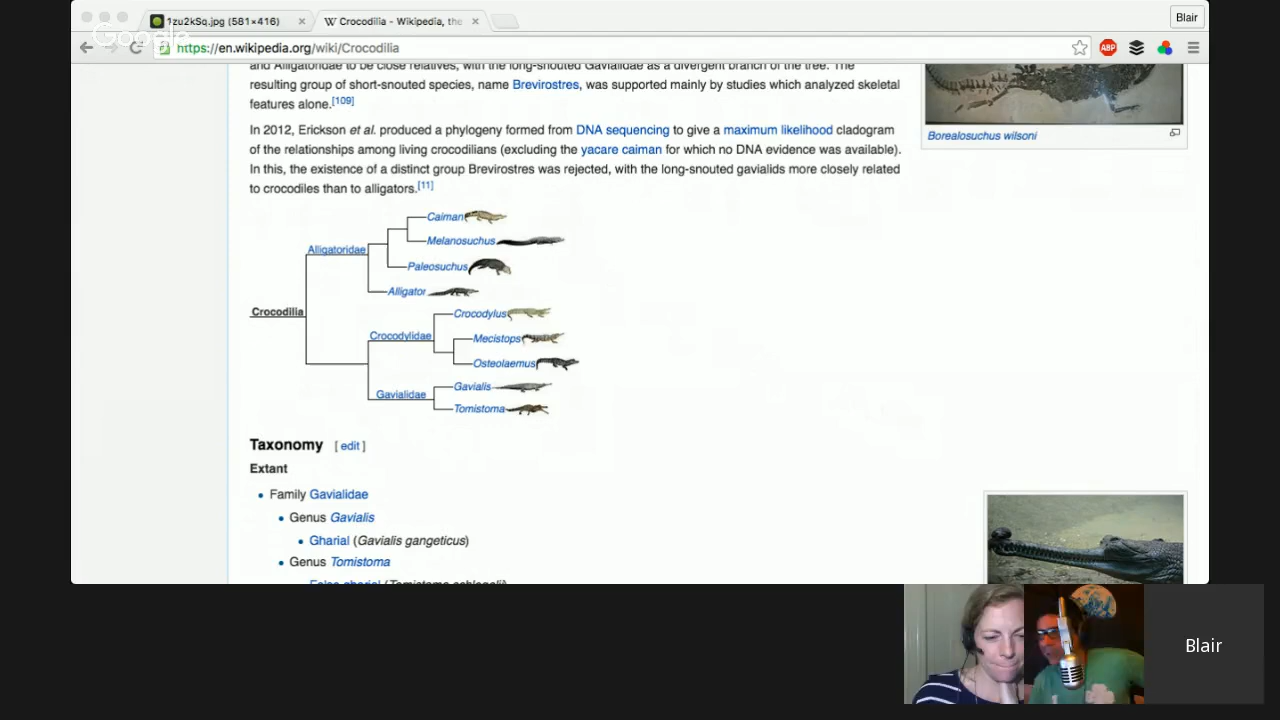 1zu2kSq.jpg (581×416)
Crocodilia - Wikipedia, the
Blair
Google
https://en.wikipedia.org/wiki/Crocodilia
ABP
and Alligatoridae to be close relatives, with the long-snouted Gavialidae as a divergent branch of the tree. The
resulting group of short-snouted species, name Brevirostres, was supported mainly by studies which analyzed skeletal
features alone.[109]
Borealosuchus wilsoni
In 2012, Erickson et al. produced a phylogeny formed from DNA sequencing to give a maximum likelihood cladogram
of the relationships among living crocodilians (excluding the yacare caiman for which no DNA evidence was available).
In this, the existence of a distinct group Brevirostres was rejected, with the long-snouted gavialids more closely related
to crocodiles than to alligators.[11]
Caiman
Melanosuchus
Alligatoridae
Paleosuchus
Alligator
Crocodilia
Crocodylus
Crocodylidae
Mecistops
Osteolaemus
Gavialis
Gavialidae
Tomistoma
Taxonomy [ edit ]
Extant
• Family Gavialidae
• Genus Gavialis
• Gharial (Gavialis gangeticus)
• Genus Tomistoma
False gharial (Tomistoma schlegelii)
Blair